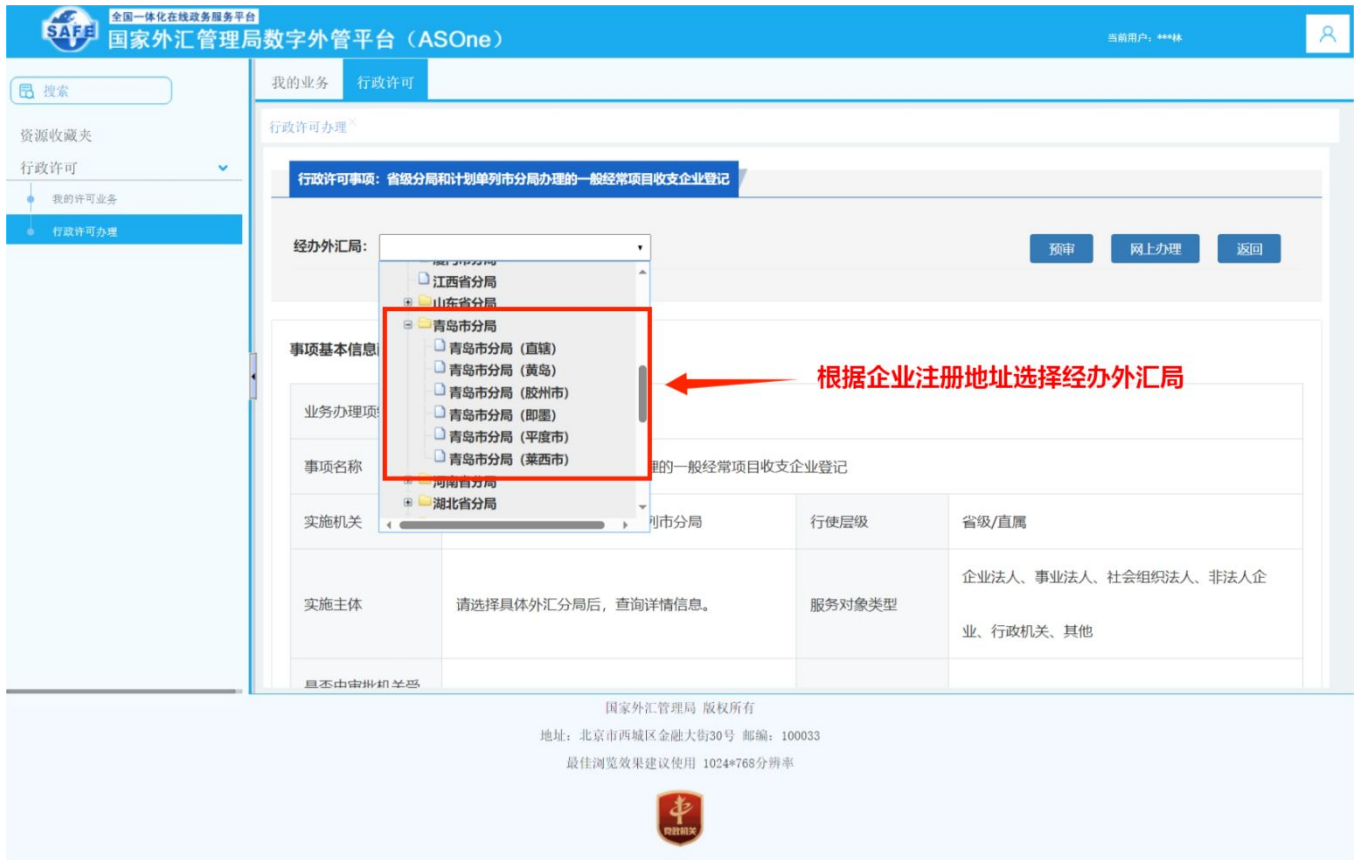 全国一体化在线政务服务平台
SAFE
国家外汇管理局数字外管平台（ASOne）
当前用户：***林
搜索
我的业务 行政许可
资源收藏夹
行政许可办理
行政许可
行政许可事项：省级分局和计划单列市分局办理的一般经常项目收支企业登记
我的许可业务
行政许可办理
经办外汇局：
预审 网上办理 返回
江西省分局
山东省分局
青岛市分局
青岛市分局（直辖）
青岛市分局（黄岛）
青岛市分局（胶州市）
青岛市分局（即墨）
青岛市分局（平度市）
青岛市分局（莱西市）
河南省分局
湖北省分局
根据企业注册地址选择经办外汇局
事项基本信息
业务办理项
事项名称 理的一般经常项目收支企业登记
实施机关 列市分局 行使层级 省级/直属
实施主体 请选择具体外汇分局后，查询详情信息。 服务对象类型 企业法人、事业法人、社会组织法人、非法人企
业、行政机关、其他
是否由审批机关受
国家外汇管理局 版权所有
地址：北京市西城区金融大街30号 邮编：100033
最佳浏览效果建议使用 1024*768分辨率
党政机关